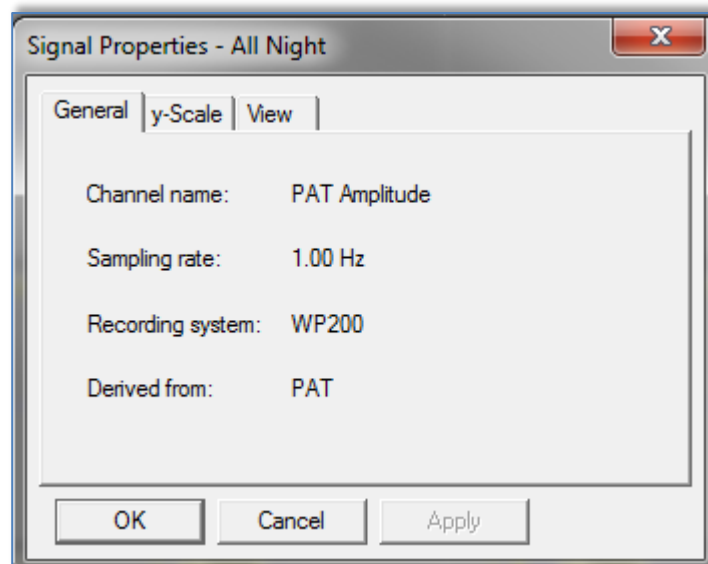 Signal Properties - All Night
General y-Scale View
Channel name: PAT Amplitude
Sampling rate: 1.00 Hz
Recording system: WP200
Derived from: PAT
OK Cancel Apply